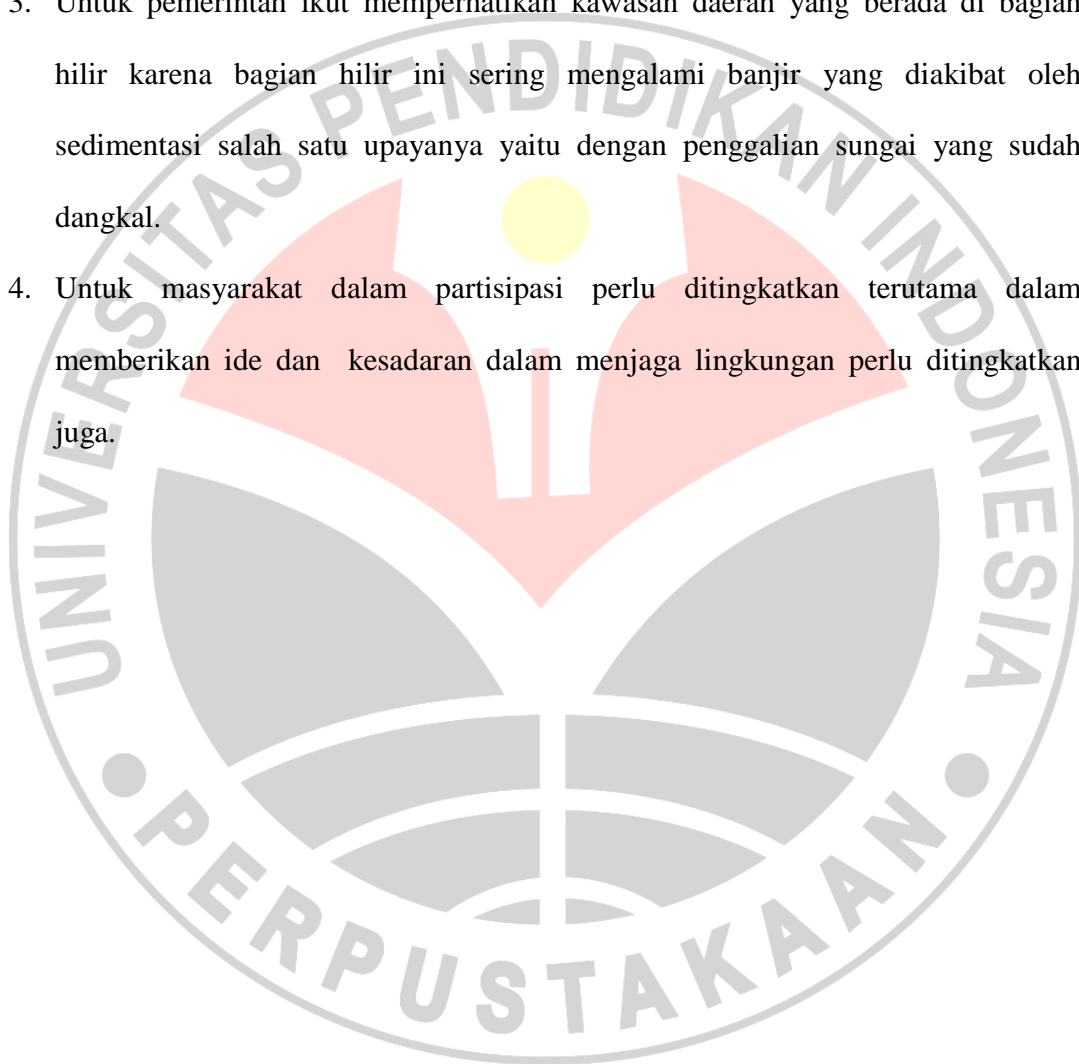 3. Untuk pemerintah ikut memperhatikan kawasan daerah yang berada di bagian
hilir karena bagian hilir ini sering mengalami banjir yang diakibat oleh
sedimentasi salah satu upayanya yaitu dengan penggalian sungai yang sudah
dangkal.
4. Untuk masyarakat dalam partisipasi perlu ditingkatkan terutama dalam
memberikan ide dan kesadaran dalam menjaga lingkungan perlu ditingkatkan
juga.
UNIVERSITAS PENDIDIKAN INDONESIA
PERPUSTAKAAN